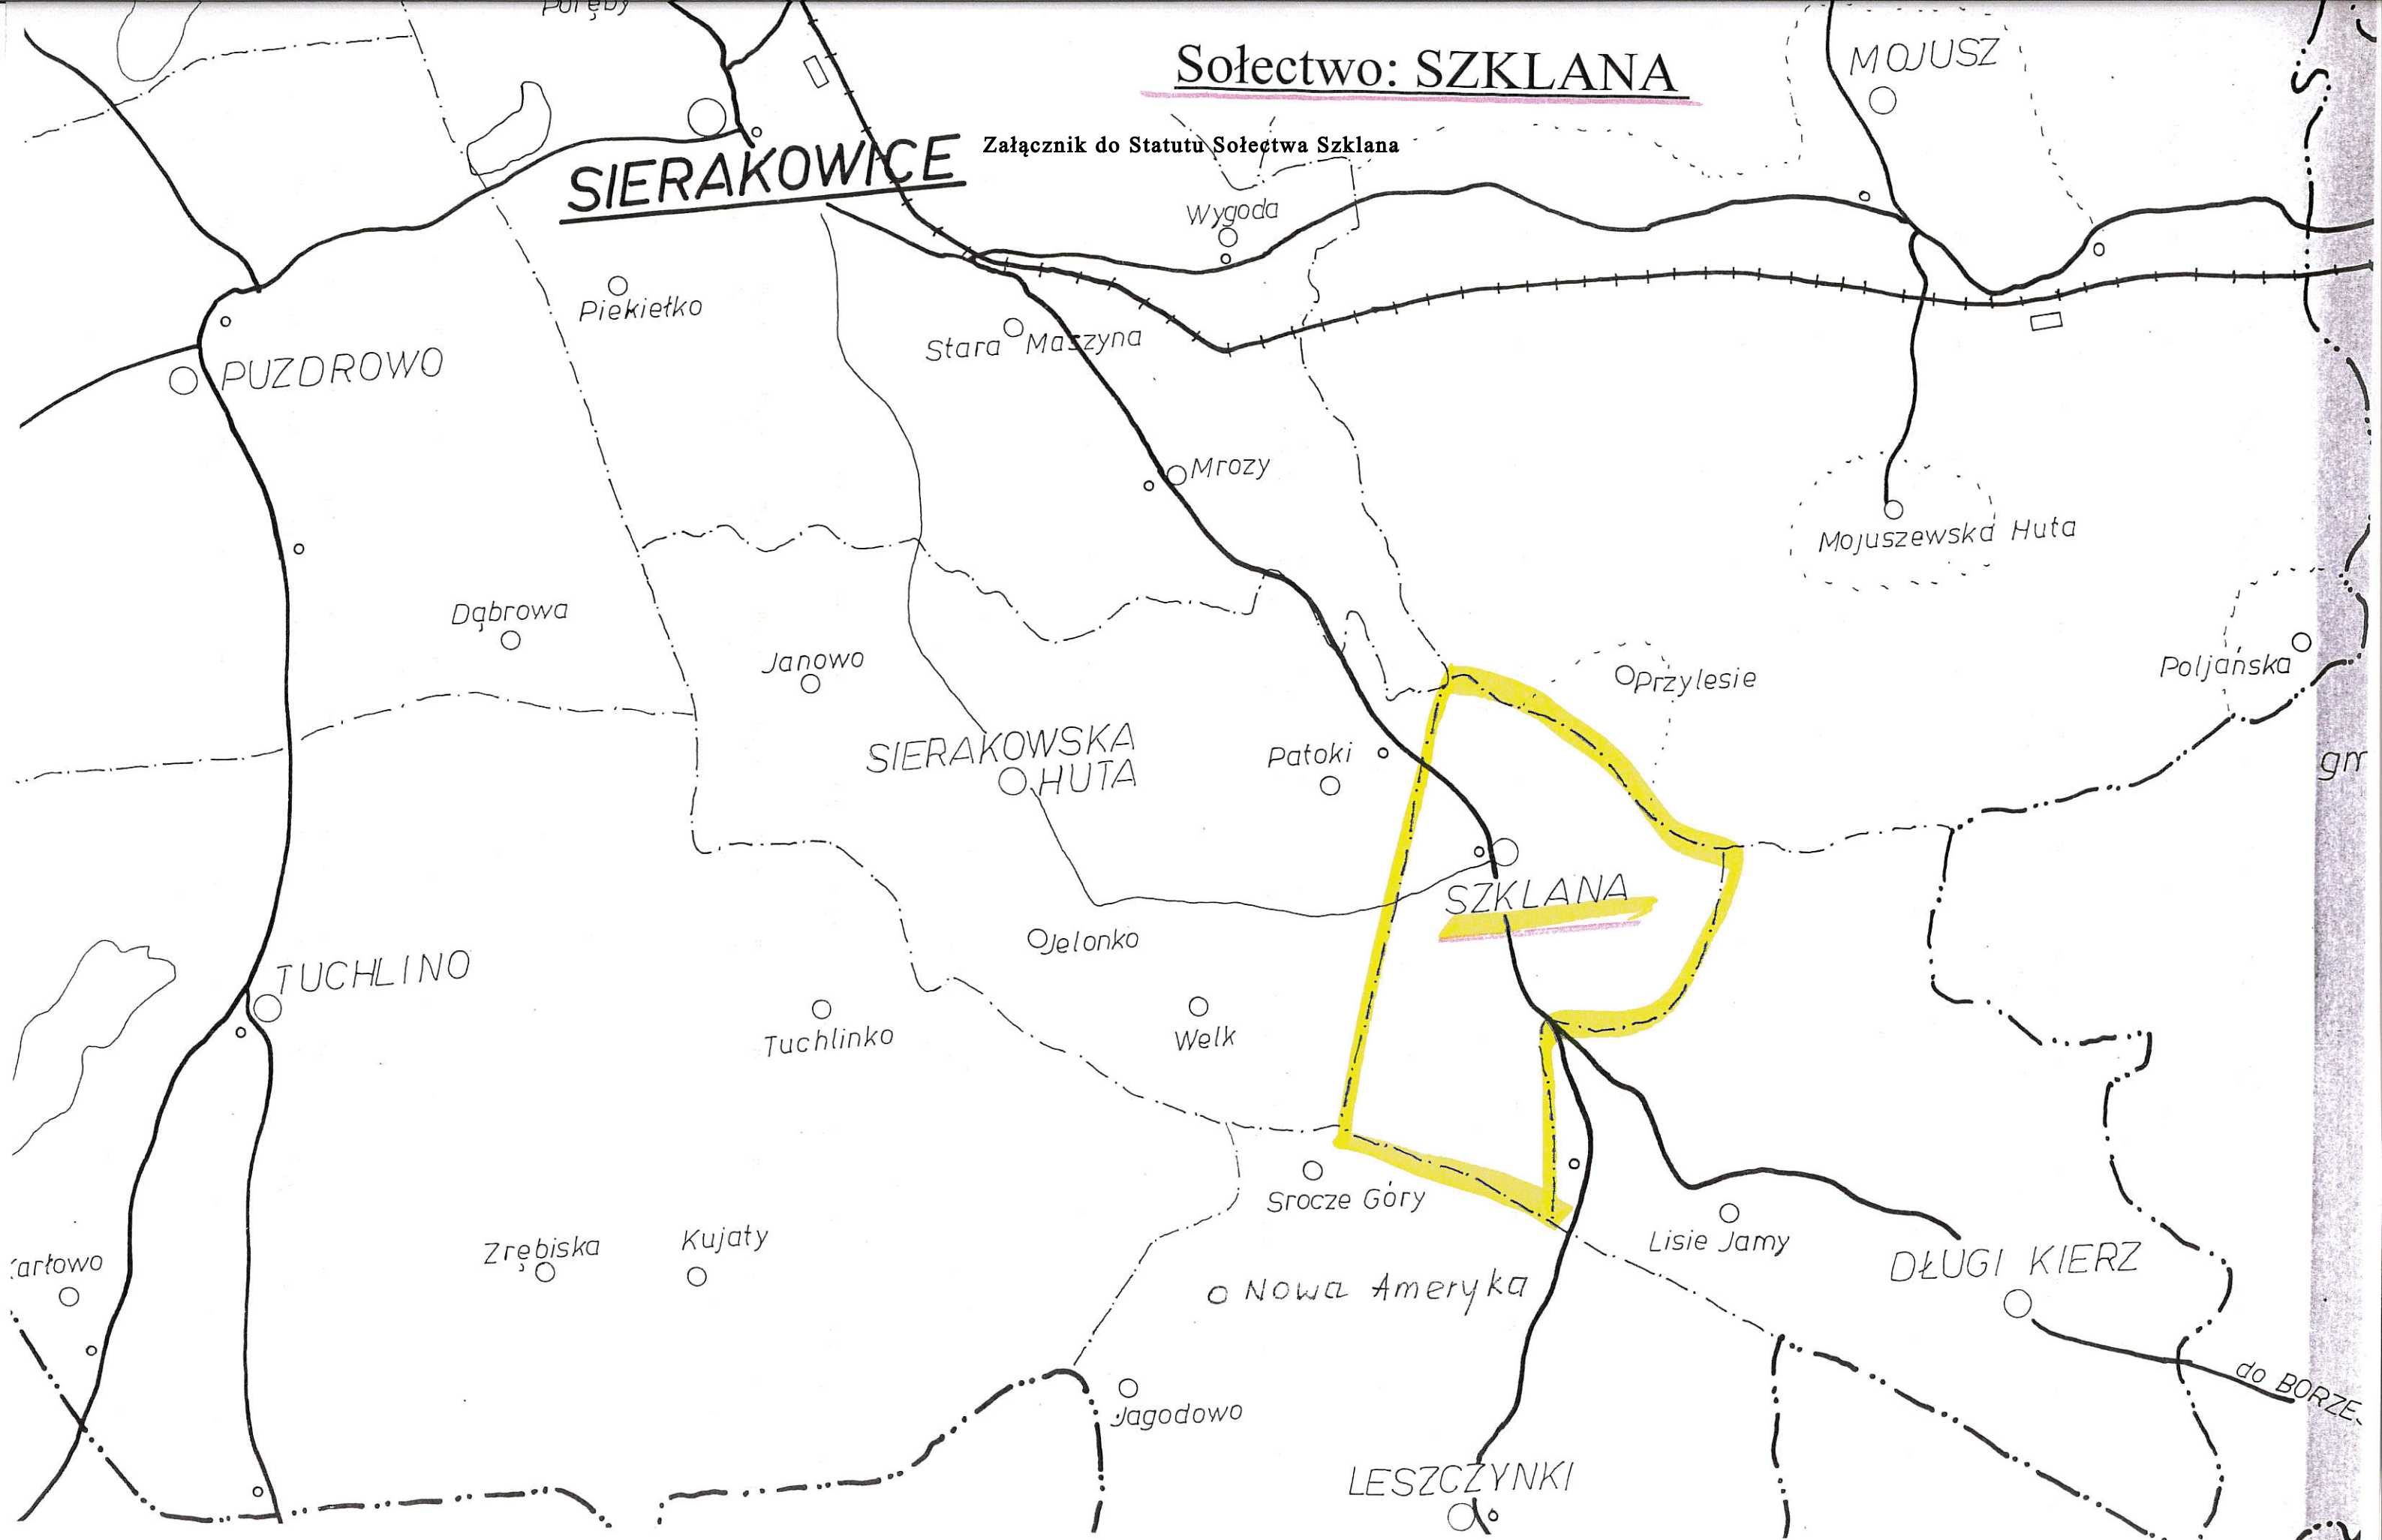 Poręby
Sołectwo: SZKLANA
MOJUSZ
Załącznik do Statutu Sołectwa Szklana
SIERAKOWICE
Wygoda
Piekiełko
Stara Maszyna
PUZDROWO
Mrozy
Mojuszewska Huta
Dąbrowa
Janowo
Przylesie
Poljańska
SIERAKOWSKA
HUTA
Patoki
gm
SZKLANA
Jelonko
TUCHLINO
Tuchlinko
Welk
Srocze Góry
Lisie Jamy
Zrębiska
Kujaty
DŁUGI KIERZ
Nowa Ameryka
do BORZE-
Jagodowo
LESZCZYNKI